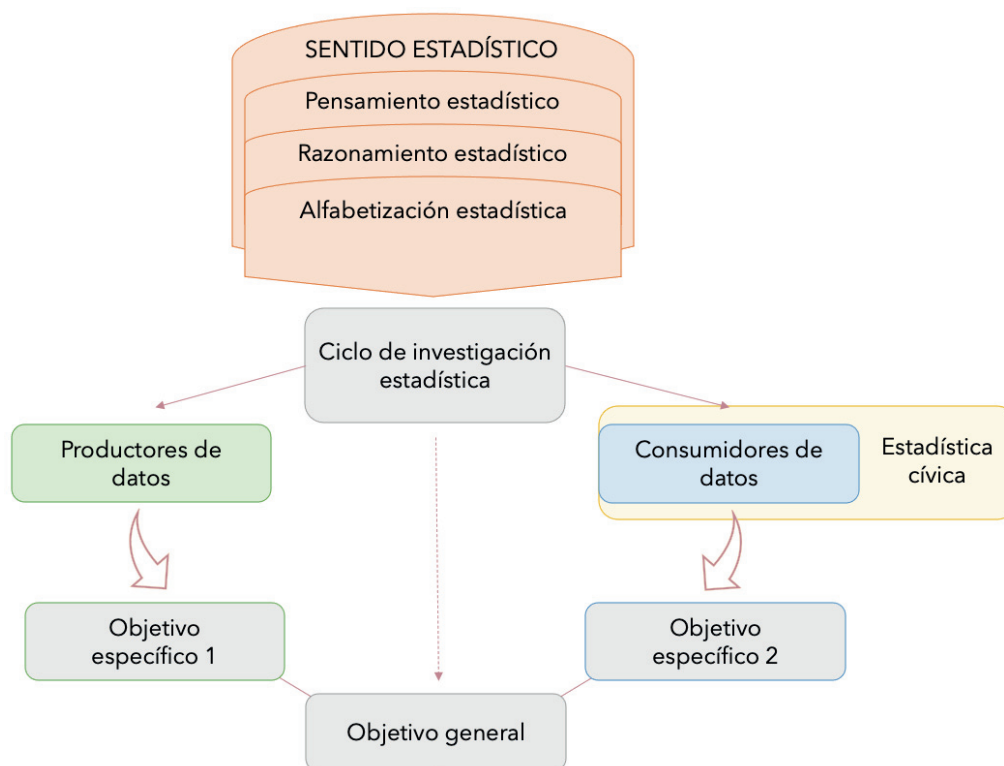 SENTIDO ESTADÍSTICO
Pensamiento estadístico
Razonamiento estadístico
Alfabetización estadística
Ciclo de investigación
estadística
Productores de
datos
Consumidores de
datos
Estadística
cívica
Objetivo
específico 1
Objetivo
específico 2
Objetivo general